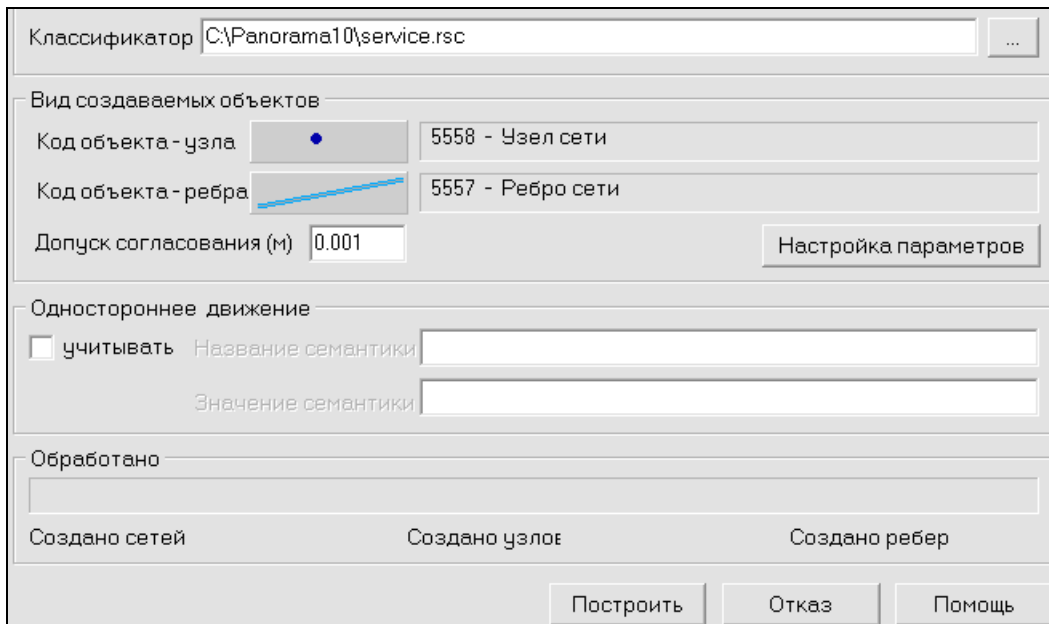 Классификатор C:\Panorama10\service.rsc ...
Вид создаваемых объектов
Код объекта - узла 5558 - Узел сети
Код объекта - ребра 5557 - Ребро сети
Допуск согласования (м) 0.001 Настройка параметров
Одностороннее движение
учитывать Название семантики
Значение семантики
Обработано
Создано сетей Создано узлов Создано ребер
Построить Отказ Помощь